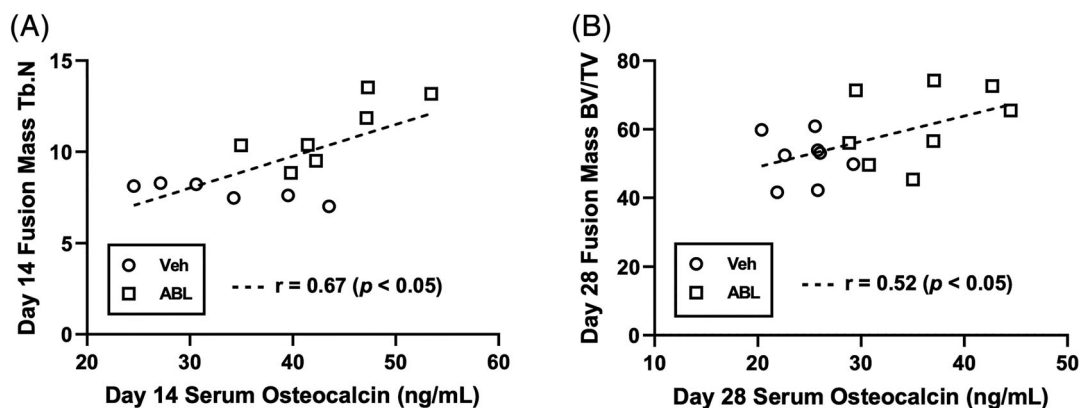 (A)
Day 14 Fusion Mass Tb.N
15
10
5
0
Veh
ABL
r = 0.67 (p < 0.05)
20 30 40 50 60
Day 14 Serum Osteocalcin (ng/mL)
(B)
Day 28 Fusion Mass BV/TV
80
60
40
20
0
Veh
ABL
r = 0.52 (p < 0.05)
10 20 30 40 50
Day 28 Serum Osteocalcin (ng/mL)